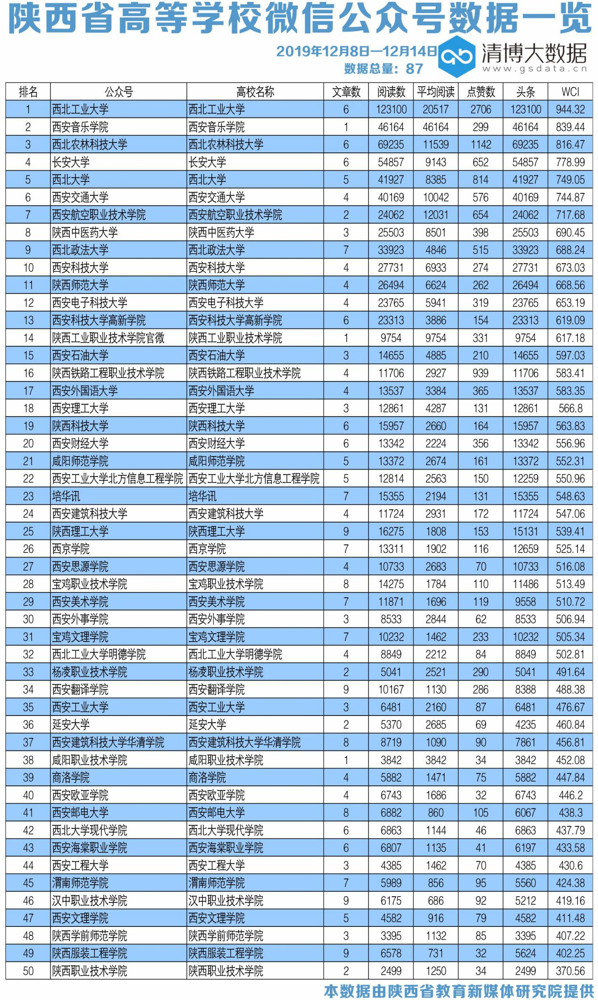 陕西省高等学校微信公众号数据一览
2019年12月8日—12月14日
数据总量：87
清博大数据
www.gsdata.cn
排名 公众号 高校名称 文章数 阅读数 平均阅读 点赞数 头条 WCI
1 西北工业大学 西北工业大学 6 123100 20517 2706 123100 944.32
2 西安音乐学院 西安音乐学院 1 46164 46164 299 46164 839.44
3 西北农林科技大学 西北农林科技大学 6 69235 11539 1142 69235 816.47
4 长安大学 长安大学 6 54857 9143 652 54857 778.99
5 西北大学 西北大学 5 41927 8385 814 41927 749.05
6 西安交通大学 西安交通大学 4 40169 10042 576 40169 744.87
7 西安航空职业技术学院 西安航空职业技术学院 2 24062 12031 654 24062 717.68
8 陕西中医药大学 陕西中医药大学 3 25503 8501 398 25503 690.45
9 西北政法大学 西北政法大学 7 33923 4846 515 33923 688.24
10 西安科技大学 西安科技大学 4 27731 6933 274 27731 673.03
11 陕西师范大学 陕西师范大学 4 26494 6624 262 26494 668.56
12 西安电子科技大学 西安电子科技大学 4 23765 5941 319 23765 653.19
13 西安科技大学高新学院 西安科技大学高新学院 6 23313 3886 154 23313 619.09
14 陕西工业职业技术学院官微 陕西工业职业技术学院 1 9754 9754 331 9754 617.18
15 西安石油大学 西安石油大学 3 14655 4885 210 14655 597.03
16 陕西铁路工程职业技术学院 陕西铁路工程职业技术学院 4 11706 2927 939 11706 583.41
17 西安外国语大学 西安外国语大学 4 13537 3384 365 13537 583.35
18 西安理工大学 西安理工大学 3 12861 4287 131 12861 566.8
19 陕西科技大学 陕西科技大学 6 15957 2660 164 15957 563.83
20 西安财经大学 西安财经大学 6 13342 2224 356 13342 556.96
21 咸阳师范学院 咸阳师范学院 5 13372 2674 161 13372 552.31
22 西安工业大学北方信息工程学院 西安工业大学北方信息工程学院 5 12814 2563 150 12259 550.96
23 培华讯 培华讯 7 15355 2194 131 15355 548.63
24 西安建筑科技大学 西安建筑科技大学 4 11724 2931 172 11724 547.06
25 陕西理工大学 陕西理工大学 9 16275 1808 153 15131 539.41
26 西京学院 西京学院 7 13311 1902 116 12659 525.14
27 西安思源学院 西安思源学院 4 10733 2683 70 10733 516.08
28 宝鸡职业技术学院 宝鸡职业技术学院 8 14275 1784 110 11486 513.49
29 西安美术学院 西安美术学院 7 11871 1696 119 9558 510.72
30 西安外事学院 西安外事学院 3 8533 2844 62 8533 506.94
31 宝鸡文理学院 宝鸡文理学院 7 10232 1462 233 10232 505.34
32 西北工业大学明德学院 西北工业大学明德学院 4 8849 2212 84 8849 502.81
33 杨凌职业技术学院 杨凌职业技术学院 2 5041 2521 290 5041 491.64
34 西安翻译学院 西安翻译学院 9 10167 1130 286 8388 488.38
35 西安工业大学 西安工业大学 3 6481 2160 87 6481 476.67
36 延安大学 延安大学 2 5370 2685 69 4235 460.84
37 西安建筑科技大学华清学院 西安建筑科技大学华清学院 8 8719 1090 90 7861 456.81
38 咸阳职业技术学院 咸阳职业技术学院 1 3842 3842 34 3842 452.08
39 商洛学院 商洛学院 4 5882 1471 75 5882 447.84
40 西安欧亚学院 西安欧亚学院 4 6743 1686 32 6743 446.2
41 西安邮电大学 西安邮电大学 8 6882 860 105 6067 438.3
42 西北大学现代学院 西北大学现代学院 6 6863 1144 46 6863 437.79
43 西安海棠职业学院 西安海棠职业学院 6 6807 1135 41 6197 433.58
44 西安工程大学 西安工程大学 3 4385 1462 70 4385 430.6
45 渭南师范学院 渭南师范学院 7 5989 856 95 5560 424.38
46 汉中职业技术学院 汉中职业技术学院 9 6175 686 92 5212 419.16
47 西安文理学院 西安文理学院 5 4582 916 79 4582 411.48
48 陕西学前师范学院 陕西学前师范学院 3 3395 1132 85 3395 407.22
49 陕西服装工程学院 陕西服装工程学院 9 6578 731 32 5624 402.25
50 陕西职业技术学院 陕西职业技术学院 2 2499 1250 34 2499 370.56
本数据由陕西省教育新媒体研究院提供